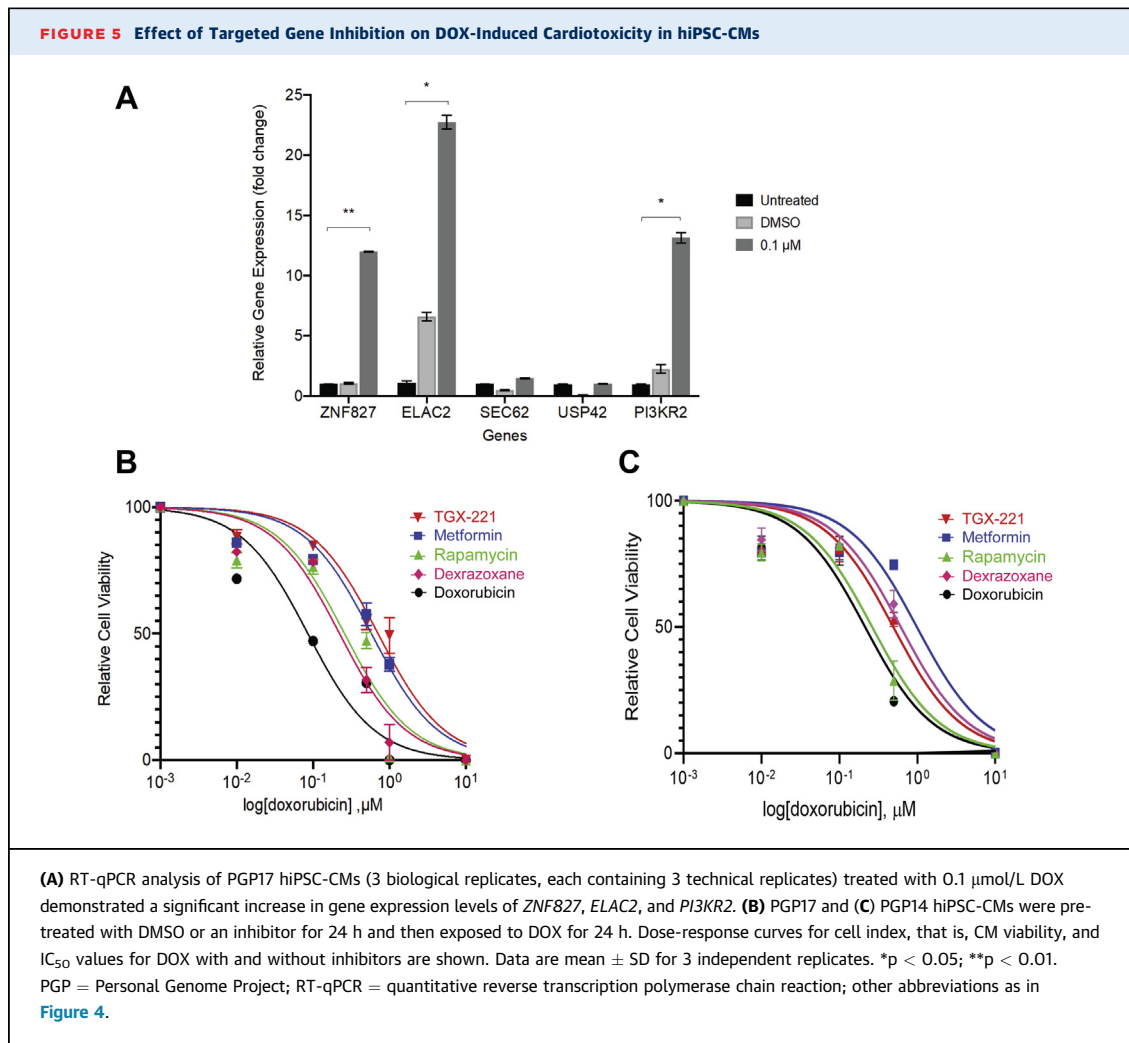 FIGURE 5 Effect of Targeted Gene Inhibition on DOX-Induced Cardiotoxicity in hiPSC-CMs
A
Relative Gene Expression (fold change)
25
20
15
10
5
0
*
**
*
Untreated
DMSO
0.1 µM
ZNF827 ELAC2 SEC62 USP42 PI3KR2
Genes
B
Relative Cell Viability
100
50
0
TGX-221
Metformin
Rapamycin
Dexrazoxane
Doxorubicin
10⁻³ 10⁻² 10⁻¹ 10⁰ 10¹
log[doxorubicin] ,µM
C
Relative Cell Viability
100
50
0
TGX-221
Metformin
Rapamycin
Dexrazoxane
Doxorubicin
10⁻³ 10⁻² 10⁻¹ 10⁰ 10¹
log[doxorubicin], µM
(A) RT-qPCR analysis of PGP17 hiPSC-CMs (3 biological replicates, each containing 3 technical replicates) treated with 0.1 µmol/L DOX
demonstrated a significant increase in gene expression levels of ZNF827, ELAC2, and PI3KR2. (B) PGP17 and (C) PGP14 hiPSC-CMs were pre-
treated with DMSO or an inhibitor for 24 h and then exposed to DOX for 24 h. Dose-response curves for cell index, that is, CM viability, and
IC₅₀ values for DOX with and without inhibitors are shown. Data are mean ± SD for 3 independent replicates. *p < 0.05; **p < 0.01.
PGP = Personal Genome Project; RT-qPCR = quantitative reverse transcription polymerase chain reaction; other abbreviations as in
Figure 4.